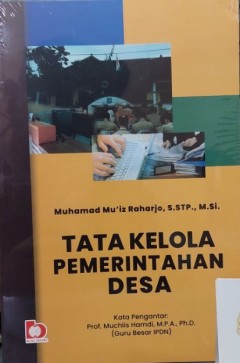 Muhamad Mu'iz Raharjo, S.STP., M.Si.
TATA KELOLA
PEMERINTAHAN
DESA
Kata Pengantar:
Prof. Muchlis Hamdi, M.P.A., Ph.D.
(Guru Besar IPDN)